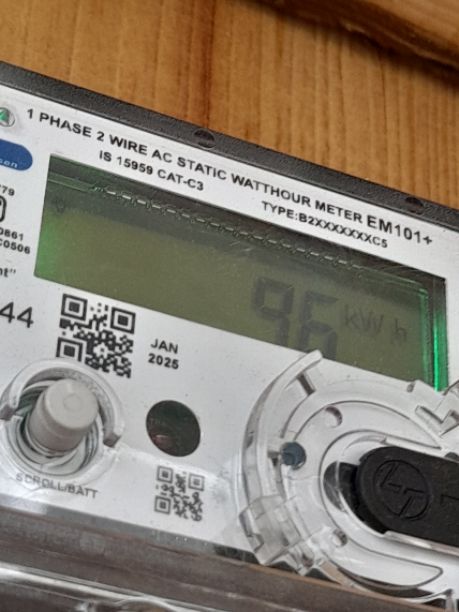 1 PHASE 2 WIRE AC STATIC WATTHOUR METER EM101+
IS 15959 CAT-C3
TYPE:B2XXXXXXXC5
96 kWh
44
JAN
2025
SCROLL/BATT